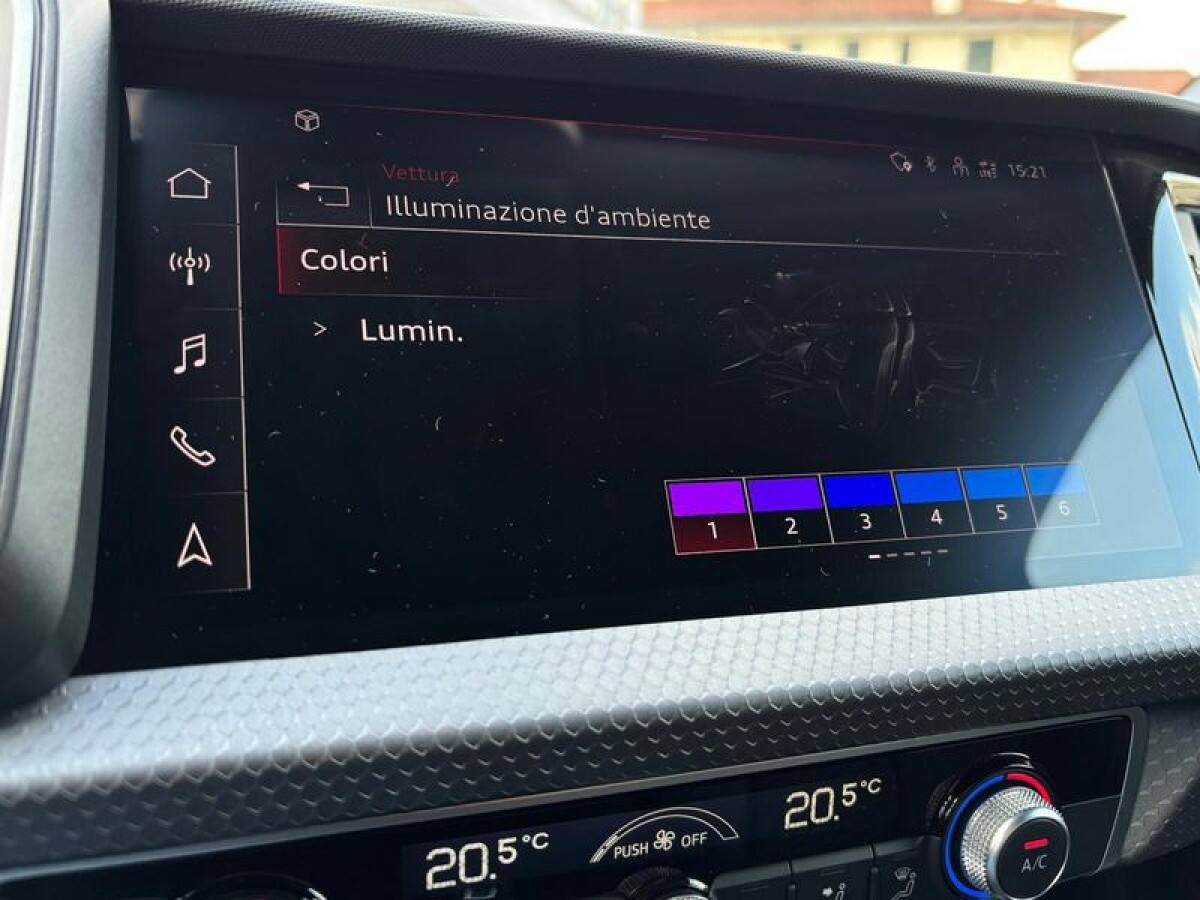 15:21
Vettura
Illuminazione d'ambiente
Colori
> Lumin.
1 2 3 4 5 6
20.5°C PUSH OFF 20.5°C
A/C